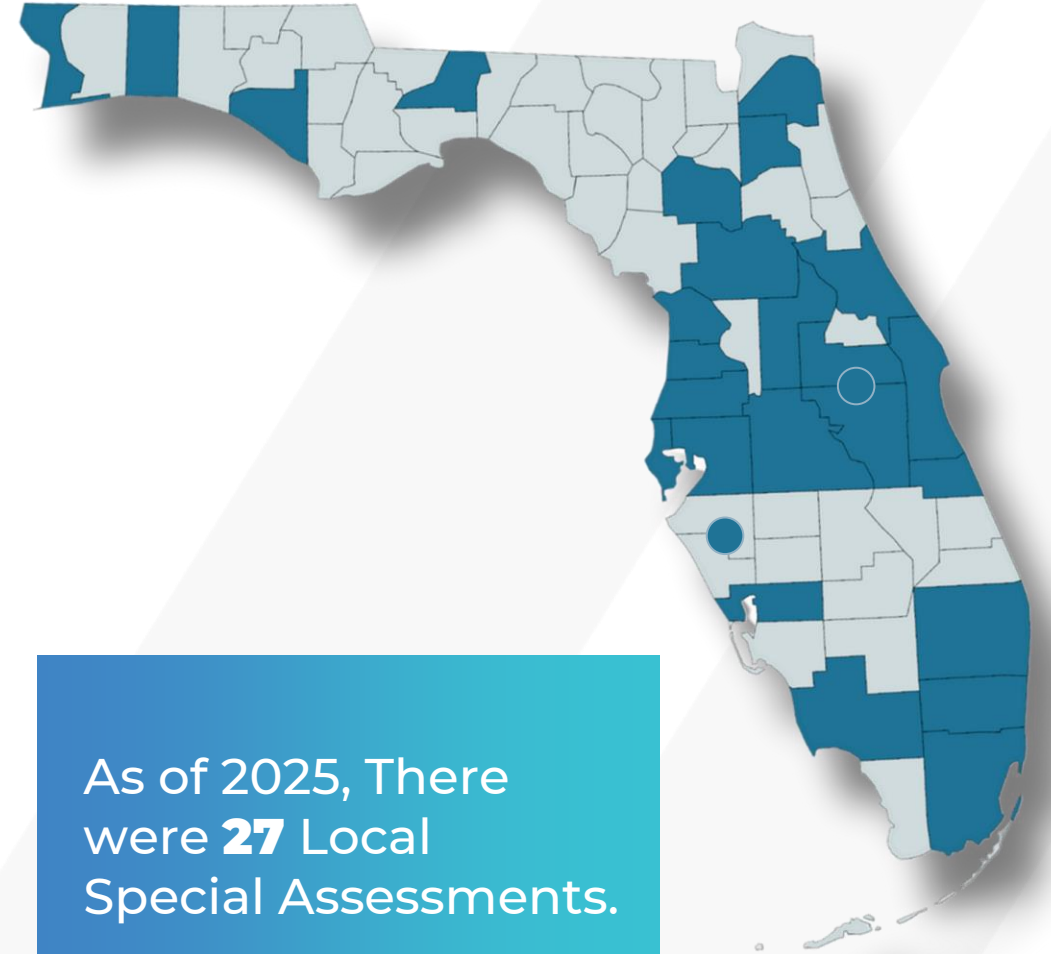 As of 2025, There
were 27 Local
Special Assessments.